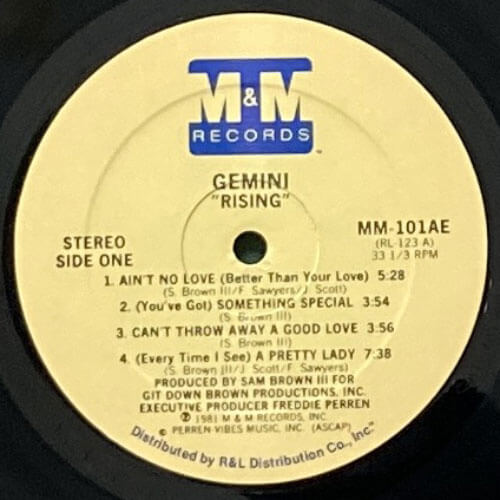 M&M
RECORDS
™
GEMINI
"RISING"
STEREO
SIDE ONE
MM-101AE
(RL-123 A)
33 1/3 RPM
1. AIN'T NO LOVE (Better Than Your Love) 5:28
(S. Brown III/F. Sawyers/J. Scott)
2. (You've Got) SOMETHING SPECIAL 3:54
(S. Brown III)
3. CAN'T THROW AWAY A GOOD LOVE 3:56
(S. Brown III)
4. (Every Time I See) A PRETTY LADY 7:38
(S. Brown III/J. Scott/F. Sawyers)
PRODUCED BY SAM BROWN III FOR
GIT DOWN BROWN PRODUCTIONS, INC.
EXECUTIVE PRODUCER FREDDIE PERREN
℗ 1981 M & M RECORDS, INC.
© PERREN-VIBES MUSIC, INC. (ASCAP)
Distributed by R&L Distribution Co., Inc."